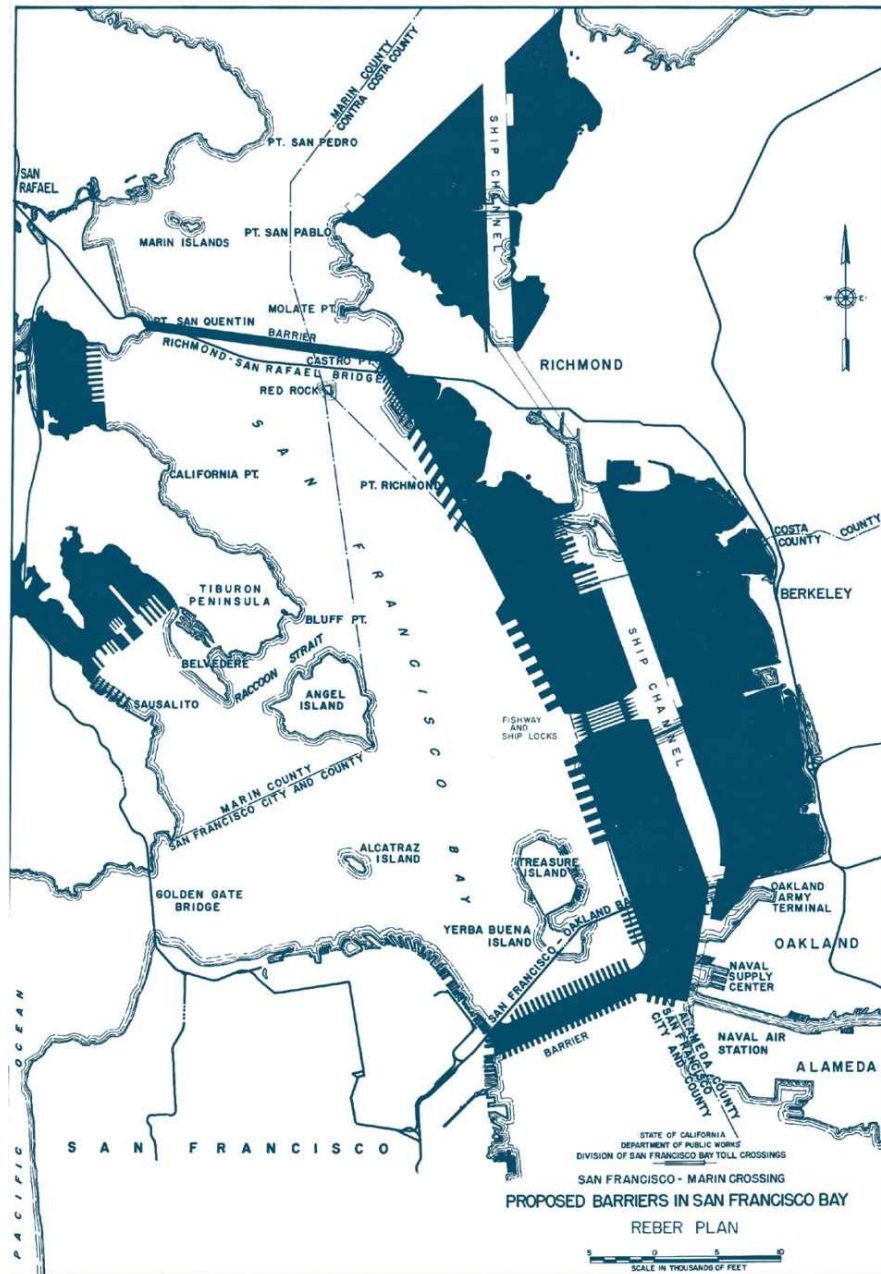 MARIN COUNTY
CONTRA COSTA COUNTY
SHIP CHANNEL
PT. SAN PEDRO
SAN
RAFAEL
MARIN ISLANDS
PT. SAN PABLO
MOLATE PT.
PT. SAN QUENTIN
BARRIER
RICHMOND-SAN RAFAEL BRIDGE
CASTRO PT.
RED ROCK
RICHMOND
W
E
SAN FRANCISCO BAY
CALIFORNIA PT.
PT. RICHMOND
COSTA
COUNTY COUNTY
BERKELEY
TIBURON
PENINSULA
BLUFF PT.
BELVEDERE
RACCOON STRAIT
ANGEL
ISLAND
SAUSALITO
SHIP CHANNEL
FISHWAY
AND
SHIP LOCKS
MARIN COUNTY
SAN FRANCISCO CITY AND COUNTY
ALCATRAZ
ISLAND
TREASURE
ISLAND
GOLDEN GATE
BRIDGE
YERBA BUENA
ISLAND
SAN FRANCISCO - OAKLAND BA
OAKLAND
ARMY
TERMINAL
OAKLAND
NAVAL
SUPPLY
CENTER
NAVAL AIR
STATION
ALAMEDA
BARRIER
ALAMEDA COUNTY
SAN FRANCISCO
CITY AND COUNTY
PACIFIC OCEAN
SAN FRANCISCO
STATE OF CALIFORNIA
DEPARTMENT OF PUBLIC WORKS
DIVISION OF SAN FRANCISCO BAY TOLL CROSSINGS
SAN FRANCISCO - MARIN CROSSING
PROPOSED BARRIERS IN SAN FRANCISCO BAY
REBER PLAN
5 0 5 10
SCALE IN THOUSANDS OF FEET